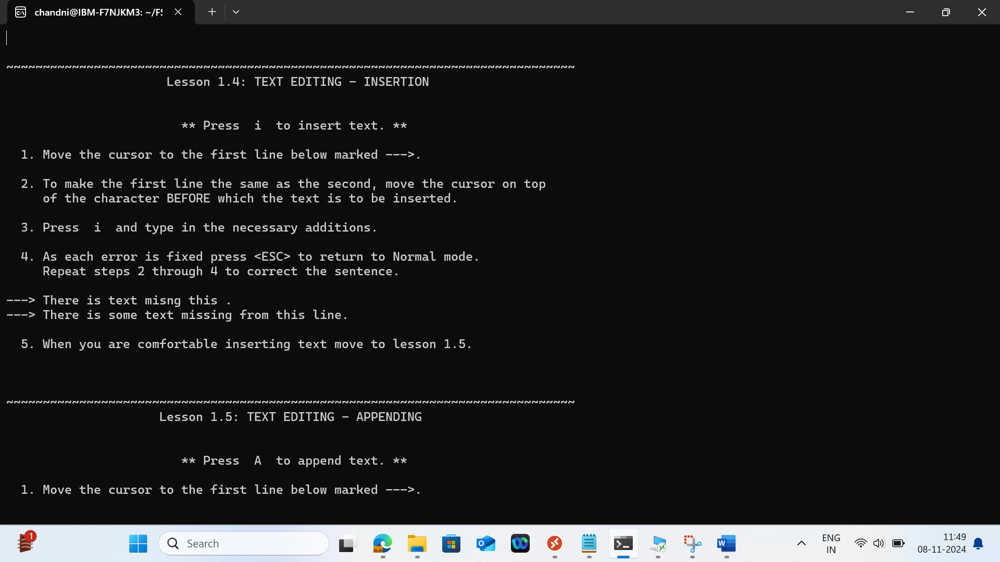 chandni@IBM-F7NJKM3: ~/FS
~~~~~~~~~~~~~~~~~~~~~~~~~~~~~~~~~~~~~~~~~~~~~~~~~~~~~~~~~~~~~~~~~~~~~~~~~~~~~~
Lesson 1.4: TEXT EDITING - INSERTION
** Press  i  to insert text. **
1. Move the cursor to the first line below marked --->.
2. To make the first line the same as the second, move the cursor on top
of the character BEFORE which the text is to be inserted.
3. Press  i  and type in the necessary additions.
4. As each error is fixed press <ESC> to return to Normal mode.
Repeat steps 2 through 4 to correct the sentence.
---> There is text misng this .
---> There is some text missing from this line.
5. When you are comfortable inserting text move to lesson 1.5.
~~~~~~~~~~~~~~~~~~~~~~~~~~~~~~~~~~~~~~~~~~~~~~~~~~~~~~~~~~~~~~~~~~~~~~~~~~~~~~
Lesson 1.5: TEXT EDITING - APPENDING
** Press  A  to append text. **
1. Move the cursor to the first line below marked --->.
1
Search
ENG
IN
11:49
08-11-2024